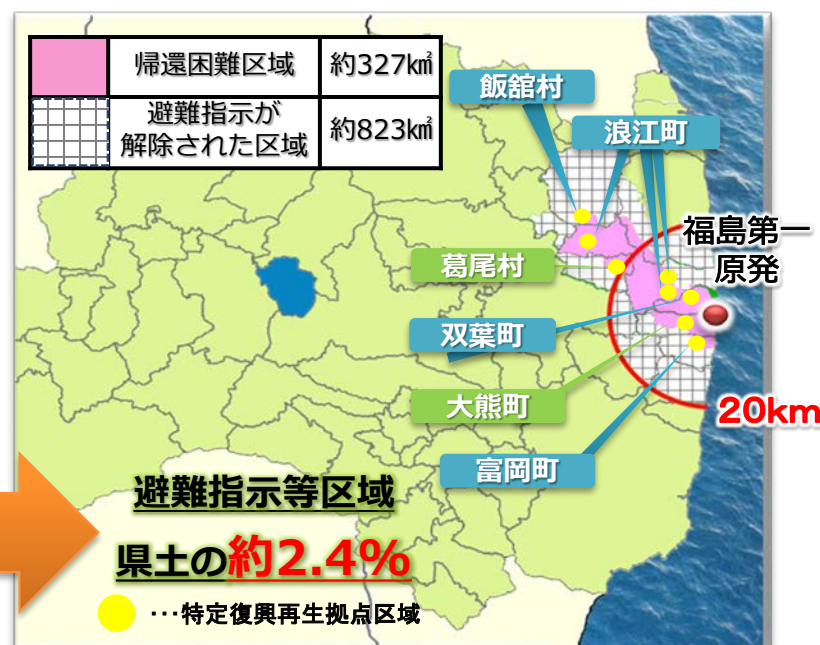 帰還困難区域 約327㎢
避難指示が
解除された区域 約823㎢
飯舘村
浪江町
福島第一
原発
葛尾村
双葉町
大熊町
20km
富岡町
避難指示等区域
県土の約2.4%
…特定復興再生拠点区域